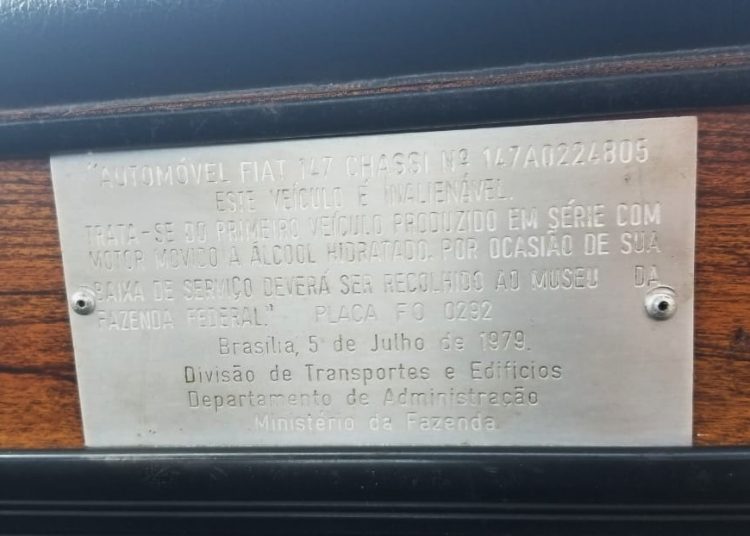 "AUTOMÓVEL FIAT 147 CHASSI Nº 147A0224805
ESTE VEÍCULO É INALIENÁVEL.
TRATA-SE DO PRIMEIRO VEÍCULO PRODUZIDO EM SÉRIE COM
MOTOR MOVIDO A ÁLCOOL HIDRATADO. POR OCASIÃO DE SUA
BAIXA DE SERVIÇO DEVERÁ SER RECOLHIDO AO MUSEU DA
FAZENDA FEDERAL." PLACA FO 0292
Brasília, 5 de Julho de 1979.
Divisão de Transportes e Edifícios
Departamento de Administração
Ministério da Fazenda